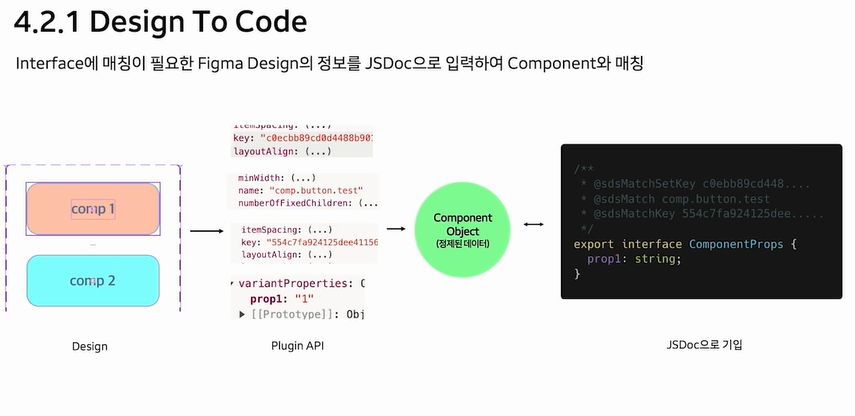 4.2.1 Design To Code
Interface에 매칭이 필요한 Figma Design의 정보를 JSDoc으로 입력하여 Component와 매칭
comp 1
comp 2
Design
itemSpacing: (...)
key: "c0ecbb89cd0d4488b90
layoutAlign: (...)
minWidth: (...)
name: "comp.button.test"
numberOfFixedChildren: (...
itemSpacing: (...)
key: "554c7fa924125dee41156
layoutAlign: (...)
variantProperties:
prop1: "1"
▶ [[Prototype]]: Obj
Plugin API
Component
Object
(정제된 데이터)
/**
* @sdsMatchSetKey c0ebb89cd448....
* @sdsMatch comp.button.test
* @sdsMatchKey 554c7fa924125dee.....
*/
export interface ComponentProps {
prop1: string;
}
JSDoc으로 기입